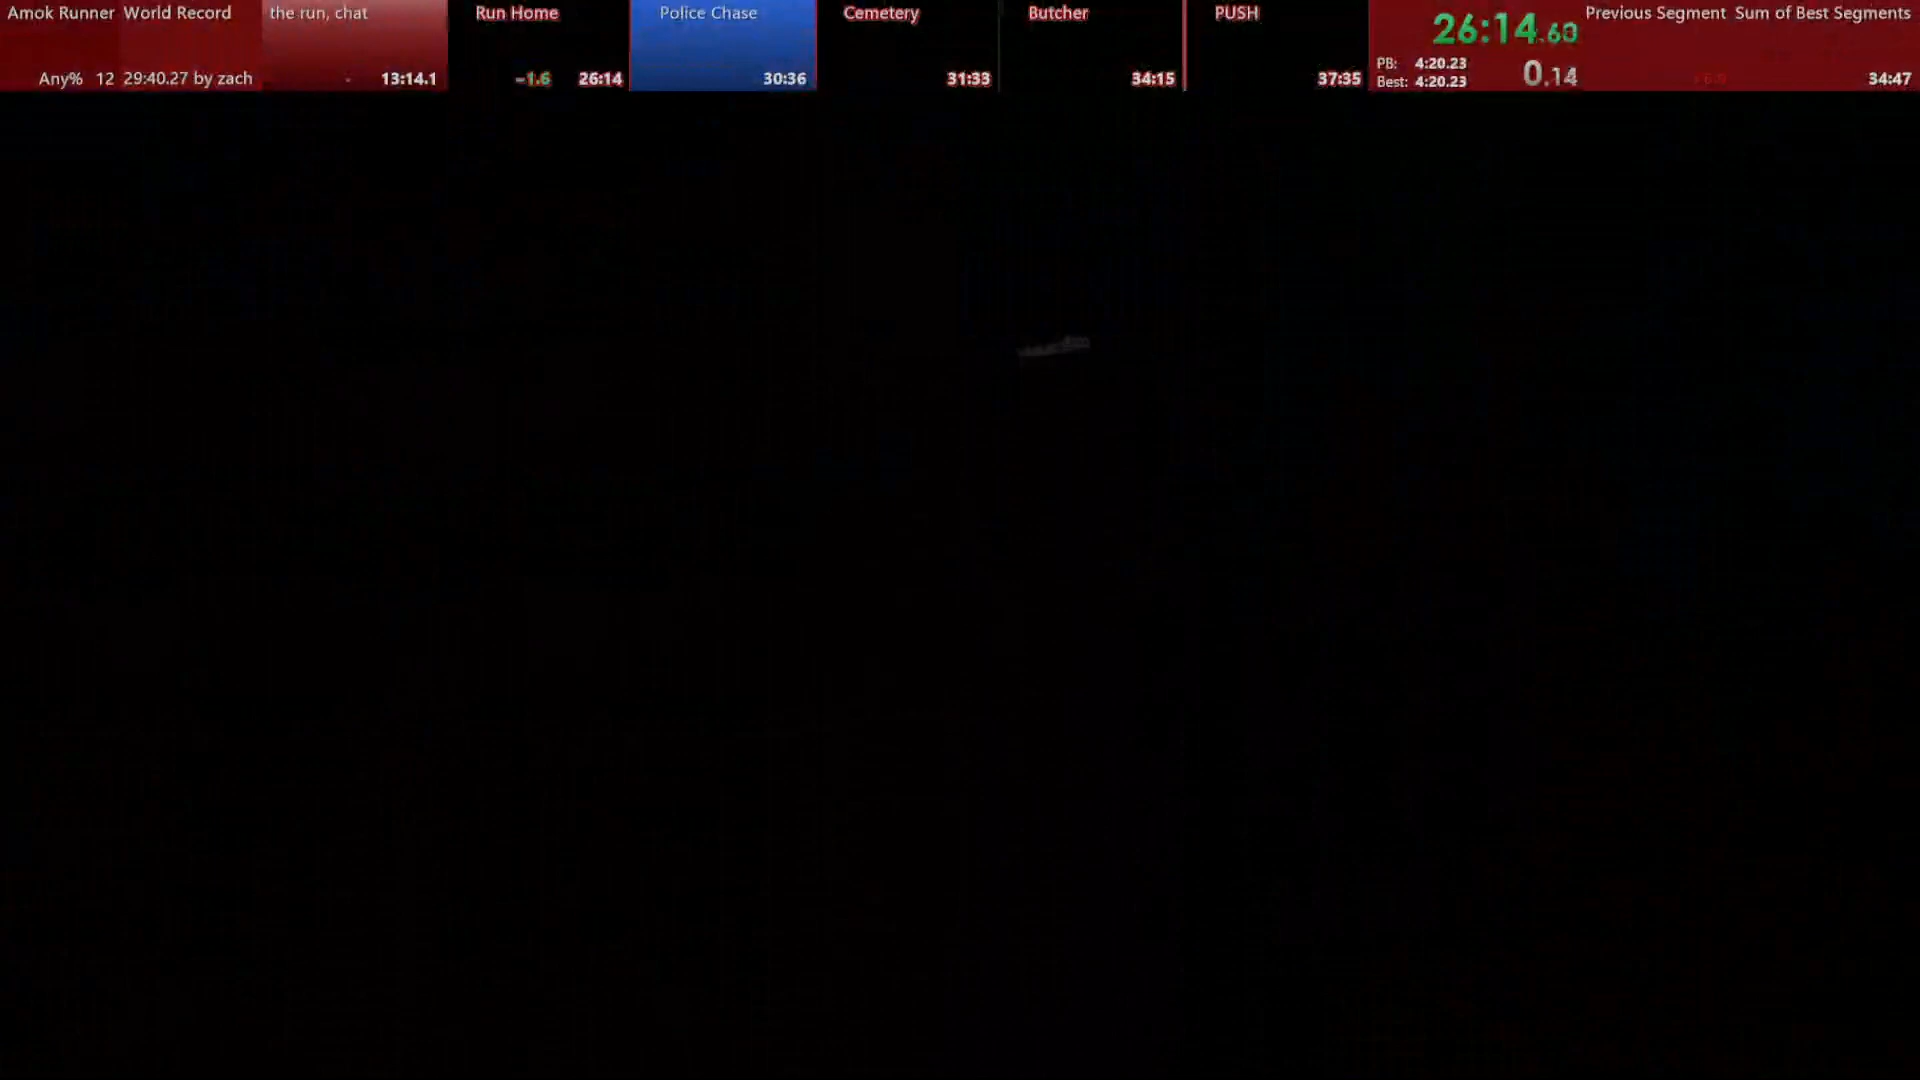 Amok Runner World Record
Any% 12 29:40.27 by zach
the run, chat
- 13:14.1
Run Home
-1.6 26:14
Police Chase
30:36
Cemetery
31:33
Butcher
34:15
PUSH
37:35
26:14.60
PB: 4:20.23
Best: 4:20.23
0.14
Previous Segment
Sum of Best Segments
34:47